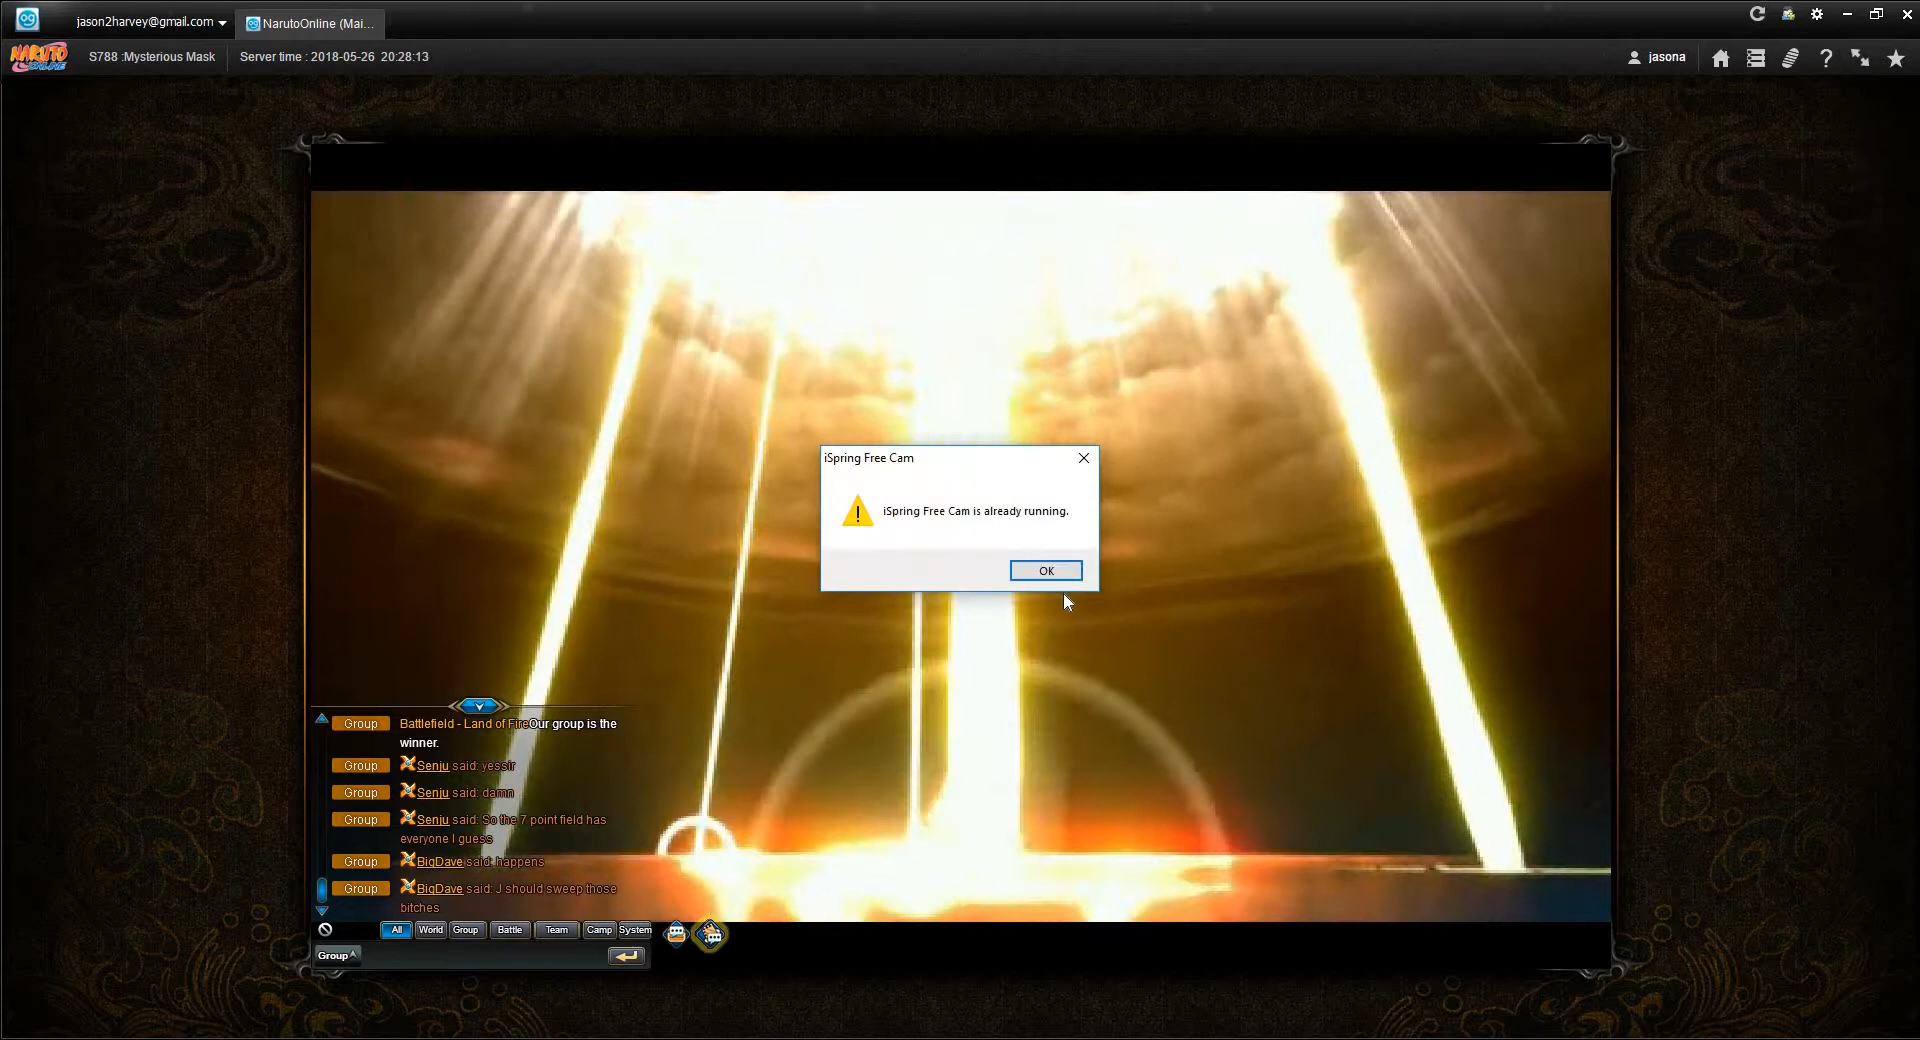 jason2harvey@gmail.com
NarutoOnline (Mai...
NARUTO
ONLINE
S788 :Mysterious Mask
Server time : 2018-05-26 20:28:13
jasona
iSpring Free Cam
iSpring Free Cam is already running.
OK
Group Battlefield - Land of FireOur group is the
winner.
Group Senju said: yessir
Group Senju said: damn
Group Senju said: So the 7 point field has
everyone I guess
Group BigDave said: happens
Group BigDave said: J should sweep those
bitches
All World Group Battle Team Camp System
Group